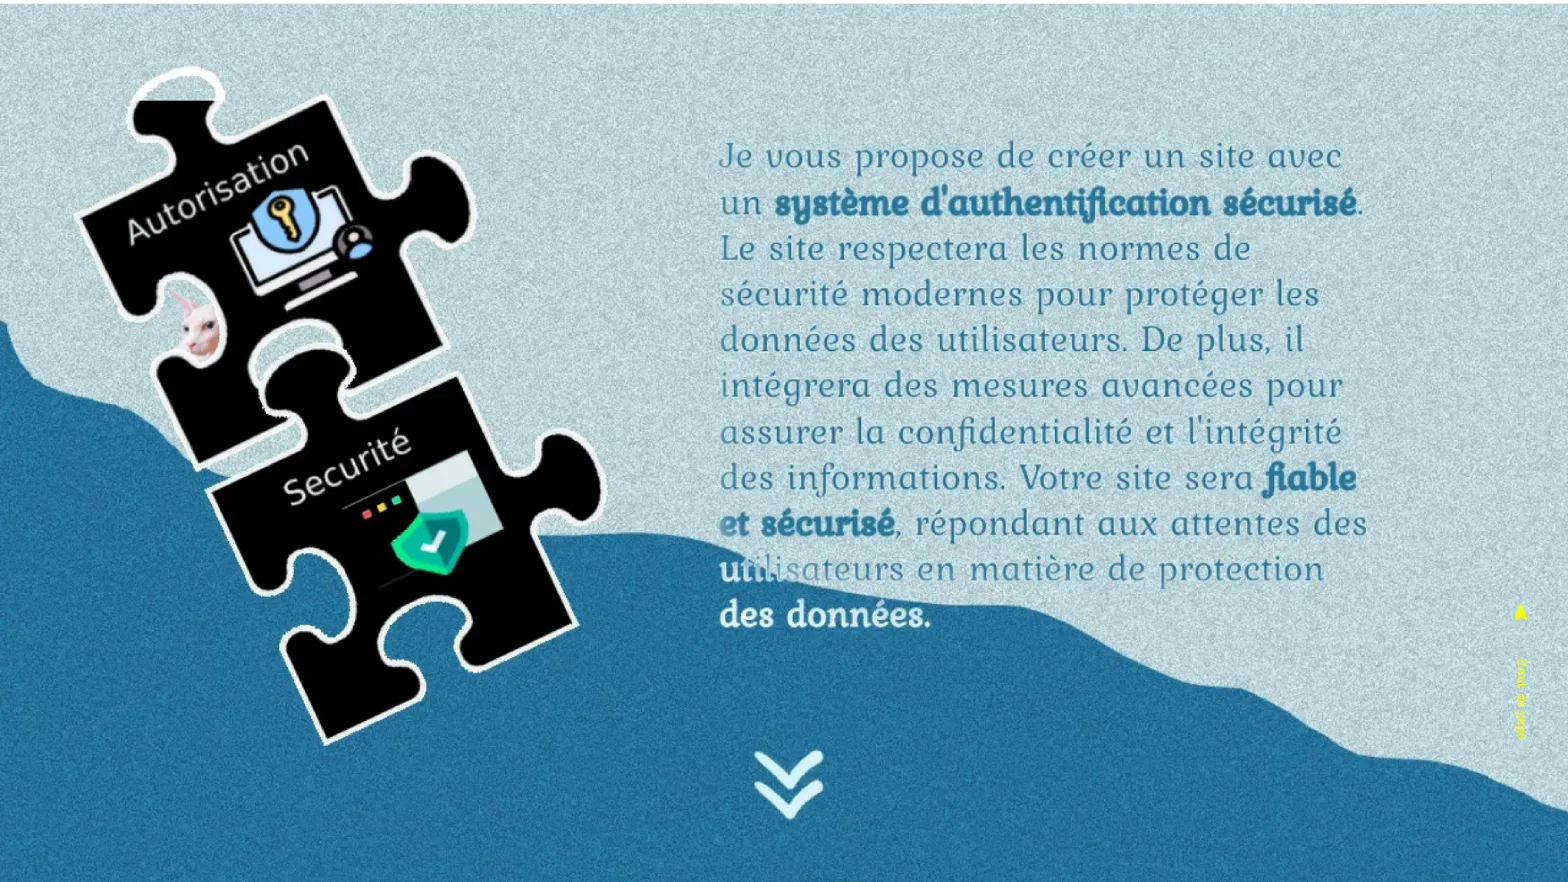 Autorisation
Securité
Je vous propose de créer un site avec
un système d'authentification sécurisé.
Le site respectera les normes de
sécurité modernes pour protéger les
données des utilisateurs. De plus, il
intégrera des mesures avancées pour
assurer la confidentialité et l'intégrité
des informations. Votre site sera fiable
et sécurisé, répondant aux attentes des
utilisateurs en matière de protection
des données.